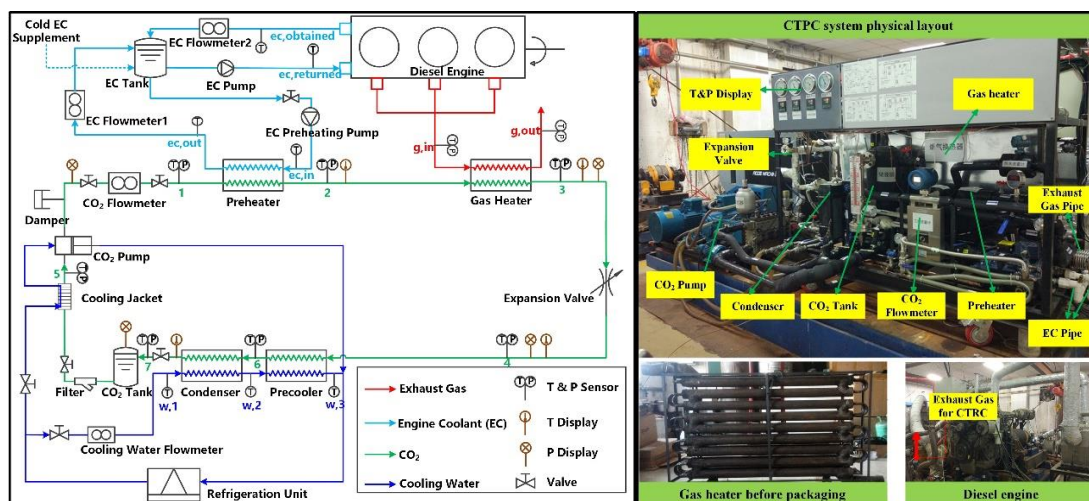 Cold EC
Supplement
EC Flowmeter2
ec,obtained
T
EC Tank
EC Pump
ec,returned
Diesel Engine
EC Flowmeter1
ec,out
T
T
EC Preheating Pump
ec,in
g,in
T P
g,out
T P
Damper
CO₂ Flowmeter
T P
1
Preheater
T P
2
Gas Heater
T P
3
CO₂ Pump
5
T P
Cooling Jacket
Expansion Valve
Filter
CO₂ Tank
T P
7
Condenser
T P
6
Precooler
T P
4
T
w,1
T
w,2
T
w,3
Cooling Water Flowmeter
Refrigeration Unit
Exhaust Gas
Engine Coolant (EC)
CO₂
Cooling Water
T P
T & P Sensor
T Display
P Display
Valve
CTPC system physical layout
T&P Display
Gas heater
Expansion
Valve
Exhaust
Gas Pipe
CO₂ Pump
Condenser
CO₂ Tank
CO₂
Flowmeter
Preheater
EC Pipe
Exhaust Gas
for CTRC
Gas heater before packaging
Diesel engine